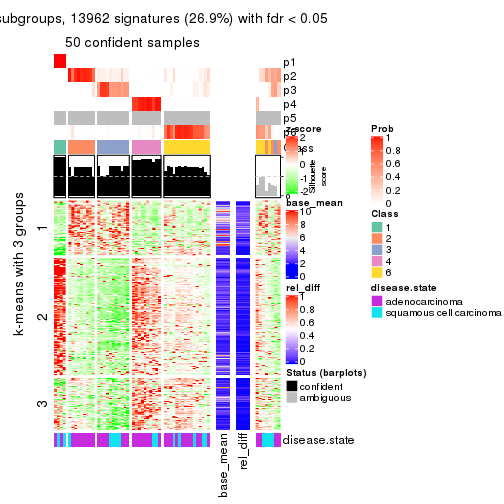 subgroups, 13962 signatures (26.9%) with fdr < 0.05
50 confident samples
p1
p2
p3
p4
p5
Class
k-means with 3 groups
1
2
3
Silhouette
score
z-score
2
1
0
-1
-2
base_mean
10
8
6
4
2
0
rel_diff
1
0.8
0.6
0.4
0.2
0
Status (barplots)
confident
ambiguous
Prob
1
0.8
0.6
0.4
0.2
0
Class
1
2
3
4
6
disease.state
adenocarcinoma
squamous cell carcinoma
disease.state
base_mean
rel_diff